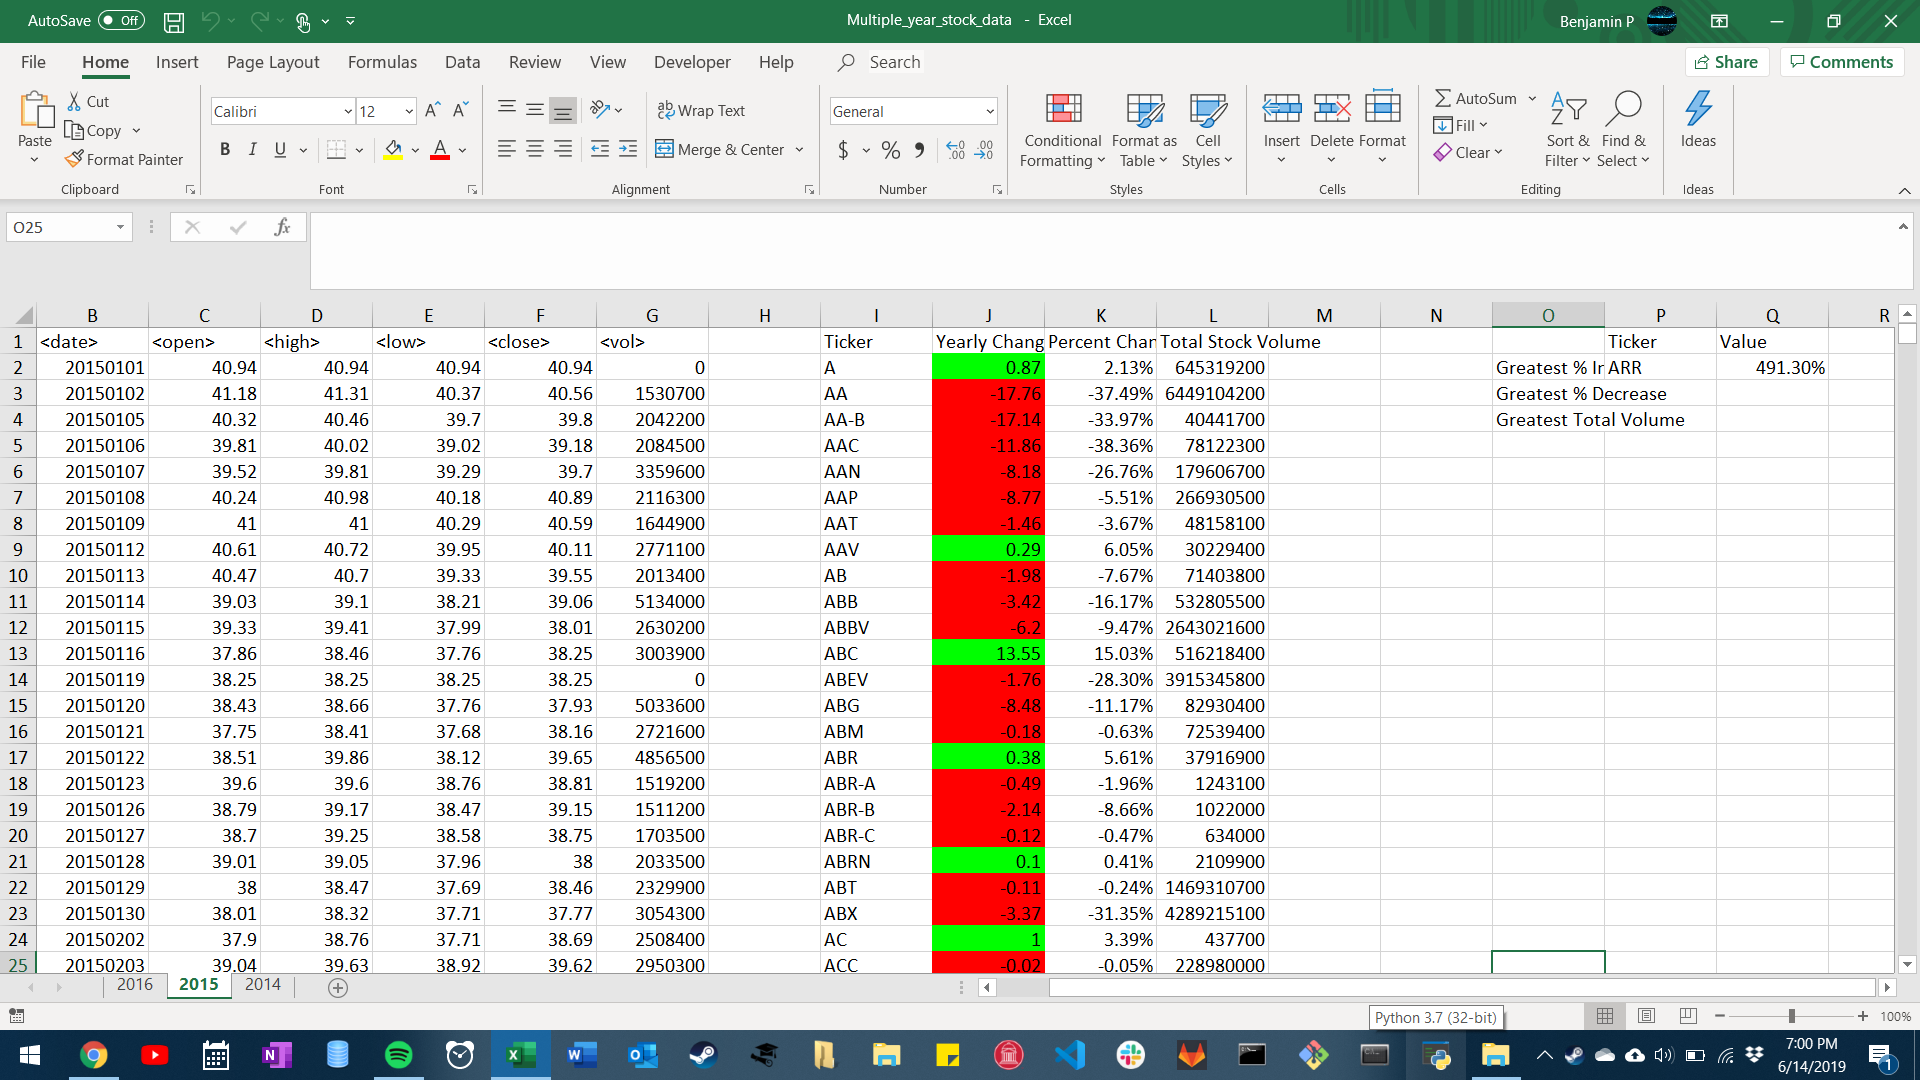 AutoSave Off Multiple_year_stock_data - Excel Benjamin P
File Home Insert Page Layout Formulas Data Review View Developer Help Search Share Comments
Paste Cut Copy Format Painter Clipboard
Calibri 12 A A B I U A Font
ab Wrap Text Merge & Center Alignment
General $ % , Number
Conditional Formatting Format as Table Cell Styles Styles
Insert Delete Format Cells
AutoSum Fill Clear Sort & Filter Find & Select Editing
Ideas Ideas
O25 fx
B C D E F G H I J K L M N O P Q R
1 <date> <open> <high> <low> <close> <vol> Ticker Yearly Chang Percent Chan Total Stock Volume Ticker Value
2 20150101 40.94 40.94 40.94 40.94 0 A 0.87 2.13% 645319200 Greatest % Ir ARR 491.30%
3 20150102 41.18 41.31 40.37 40.56 1530700 AA -17.76 -37.49% 6449104200 Greatest % Decrease
4 20150105 40.32 40.46 39.7 39.8 2042200 AA-B -17.14 -33.97% 40441700 Greatest Total Volume
5 20150106 39.81 40.02 39.02 39.18 2084500 AAC -11.86 -38.36% 78122300
6 20150107 39.52 39.81 39.29 39.7 3359600 AAN -8.18 -26.76% 179606700
7 20150108 40.24 40.98 40.18 40.89 2116300 AAP -8.77 -5.51% 266930500
8 20150109 41 41 40.29 40.59 1644900 AAT -1.46 -3.67% 48158100
9 20150112 40.61 40.72 39.95 40.11 2771100 AAV 0.29 6.05% 30229400
10 20150113 40.47 40.7 39.33 39.55 2013400 AB -1.98 -7.67% 71403800
11 20150114 39.03 39.1 38.21 39.06 5134000 ABB -3.42 -16.17% 532805500
12 20150115 39.33 39.41 37.99 38.01 2630200 ABBV -6.2 -9.47% 2643021600
13 20150116 37.86 38.46 37.76 38.25 3003900 ABC 13.55 15.03% 516218400
14 20150119 38.25 38.25 38.25 38.25 0 ABEV -1.76 -28.30% 3915345800
15 20150120 38.43 38.66 37.76 37.93 5033600 ABG -8.48 -11.17% 82930400
16 20150121 37.75 38.41 37.68 38.16 2721600 ABM -0.18 -0.63% 72539400
17 20150122 38.51 39.86 38.12 39.65 4856500 ABR 0.38 5.61% 37916900
18 20150123 39.6 39.6 38.76 38.81 1519200 ABR-A -0.49 -1.96% 1243100
19 20150126 38.79 39.17 38.47 39.15 1511200 ABR-B -2.14 -8.66% 1022000
20 20150127 38.7 39.25 38.58 38.75 1703500 ABR-C -0.12 -0.47% 634000
21 20150128 39.01 39.05 37.96 38 2033500 ABRN 0.1 0.41% 2109900
22 20150129 38 38.47 37.69 38.46 2329900 ABT -0.11 -0.24% 1469310700
23 20150130 38.01 38.32 37.71 37.77 3054300 ABX -3.37 -31.35% 4289215100
24 20150202 37.9 38.76 37.71 38.69 2508400 AC 1 3.39% 437700
25 20150203 39.04 39.63 38.92 39.62 2950300 ACC -0.02 -0.05% 228980000
2016 2015 2014
Python 3.7 (32-bit) 100%
7:00 PM
6/14/2019
1